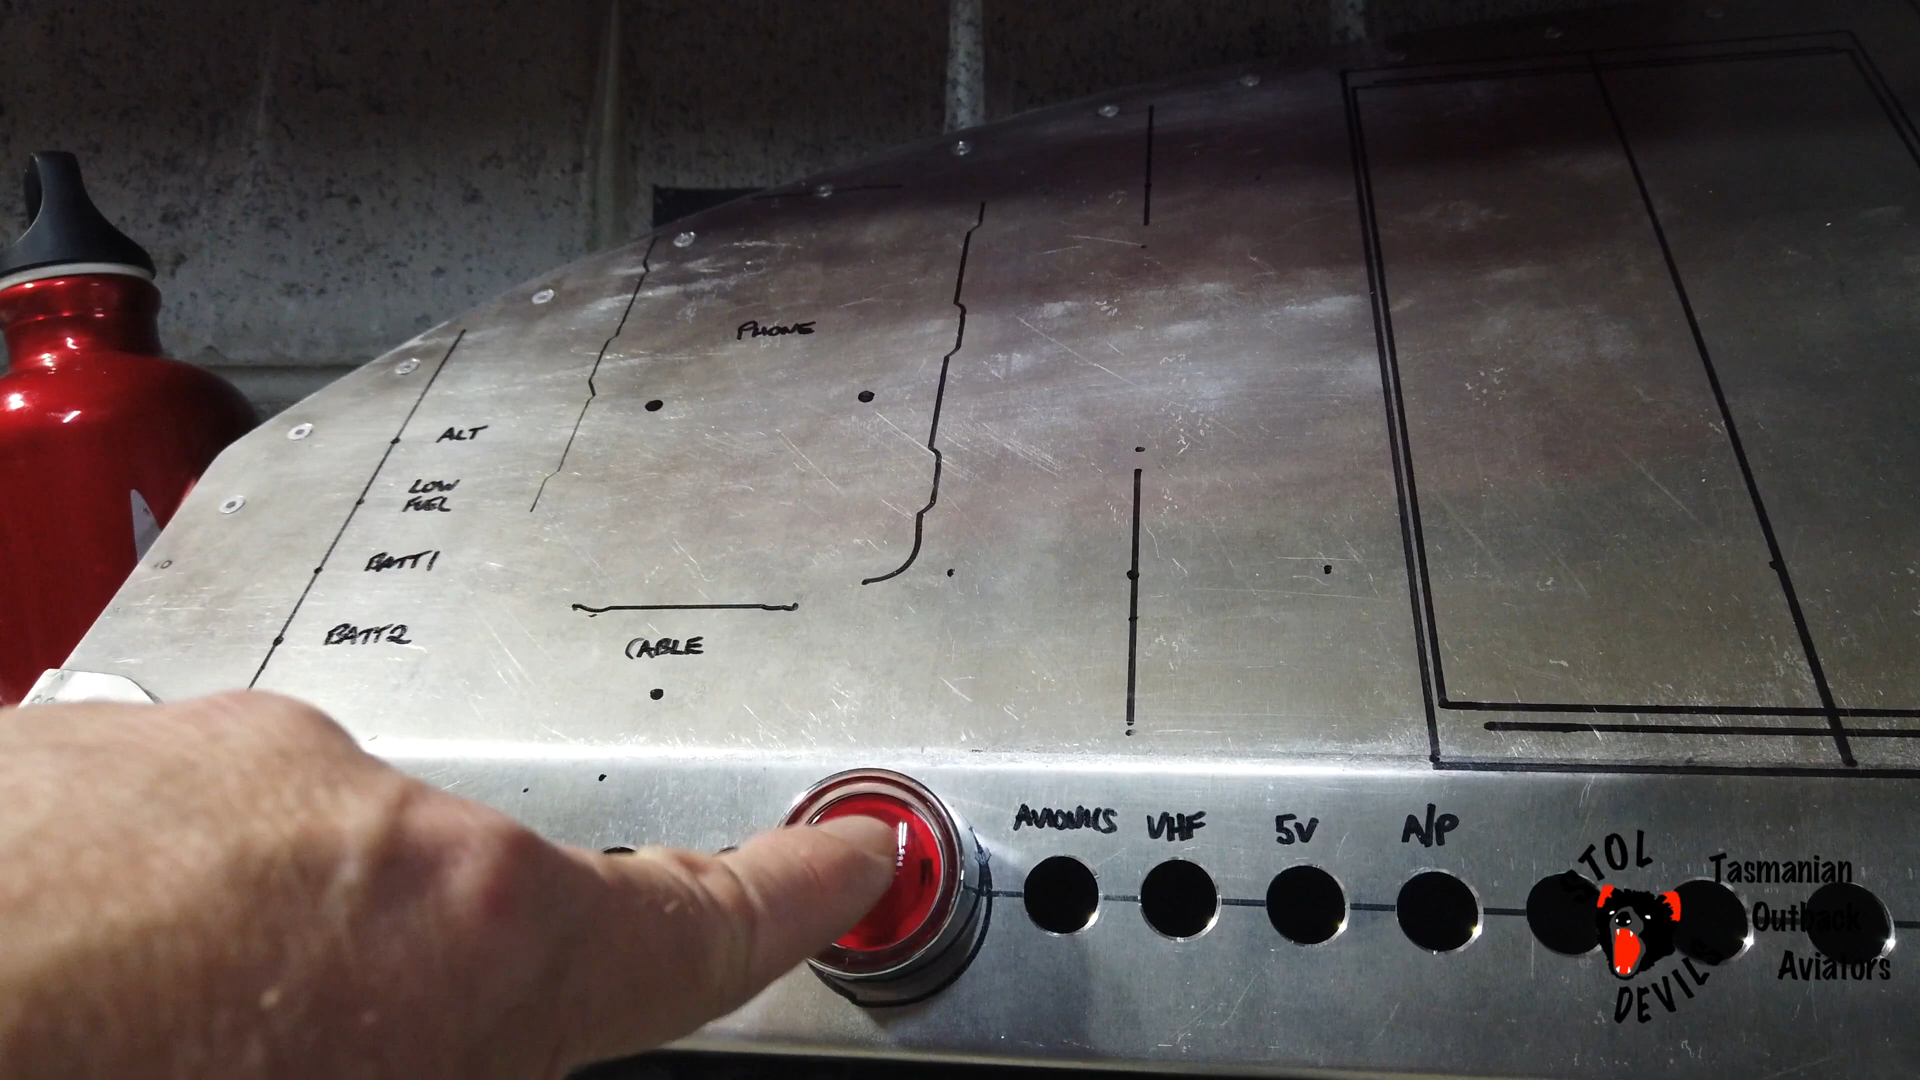 PHONE
ALT
LOW
FUEL
BATT1
BATT2
CABLE
AVIONICS
VHF
5V
A/P
STOL
DEVILS
Tasmanian
Outback
Aviators